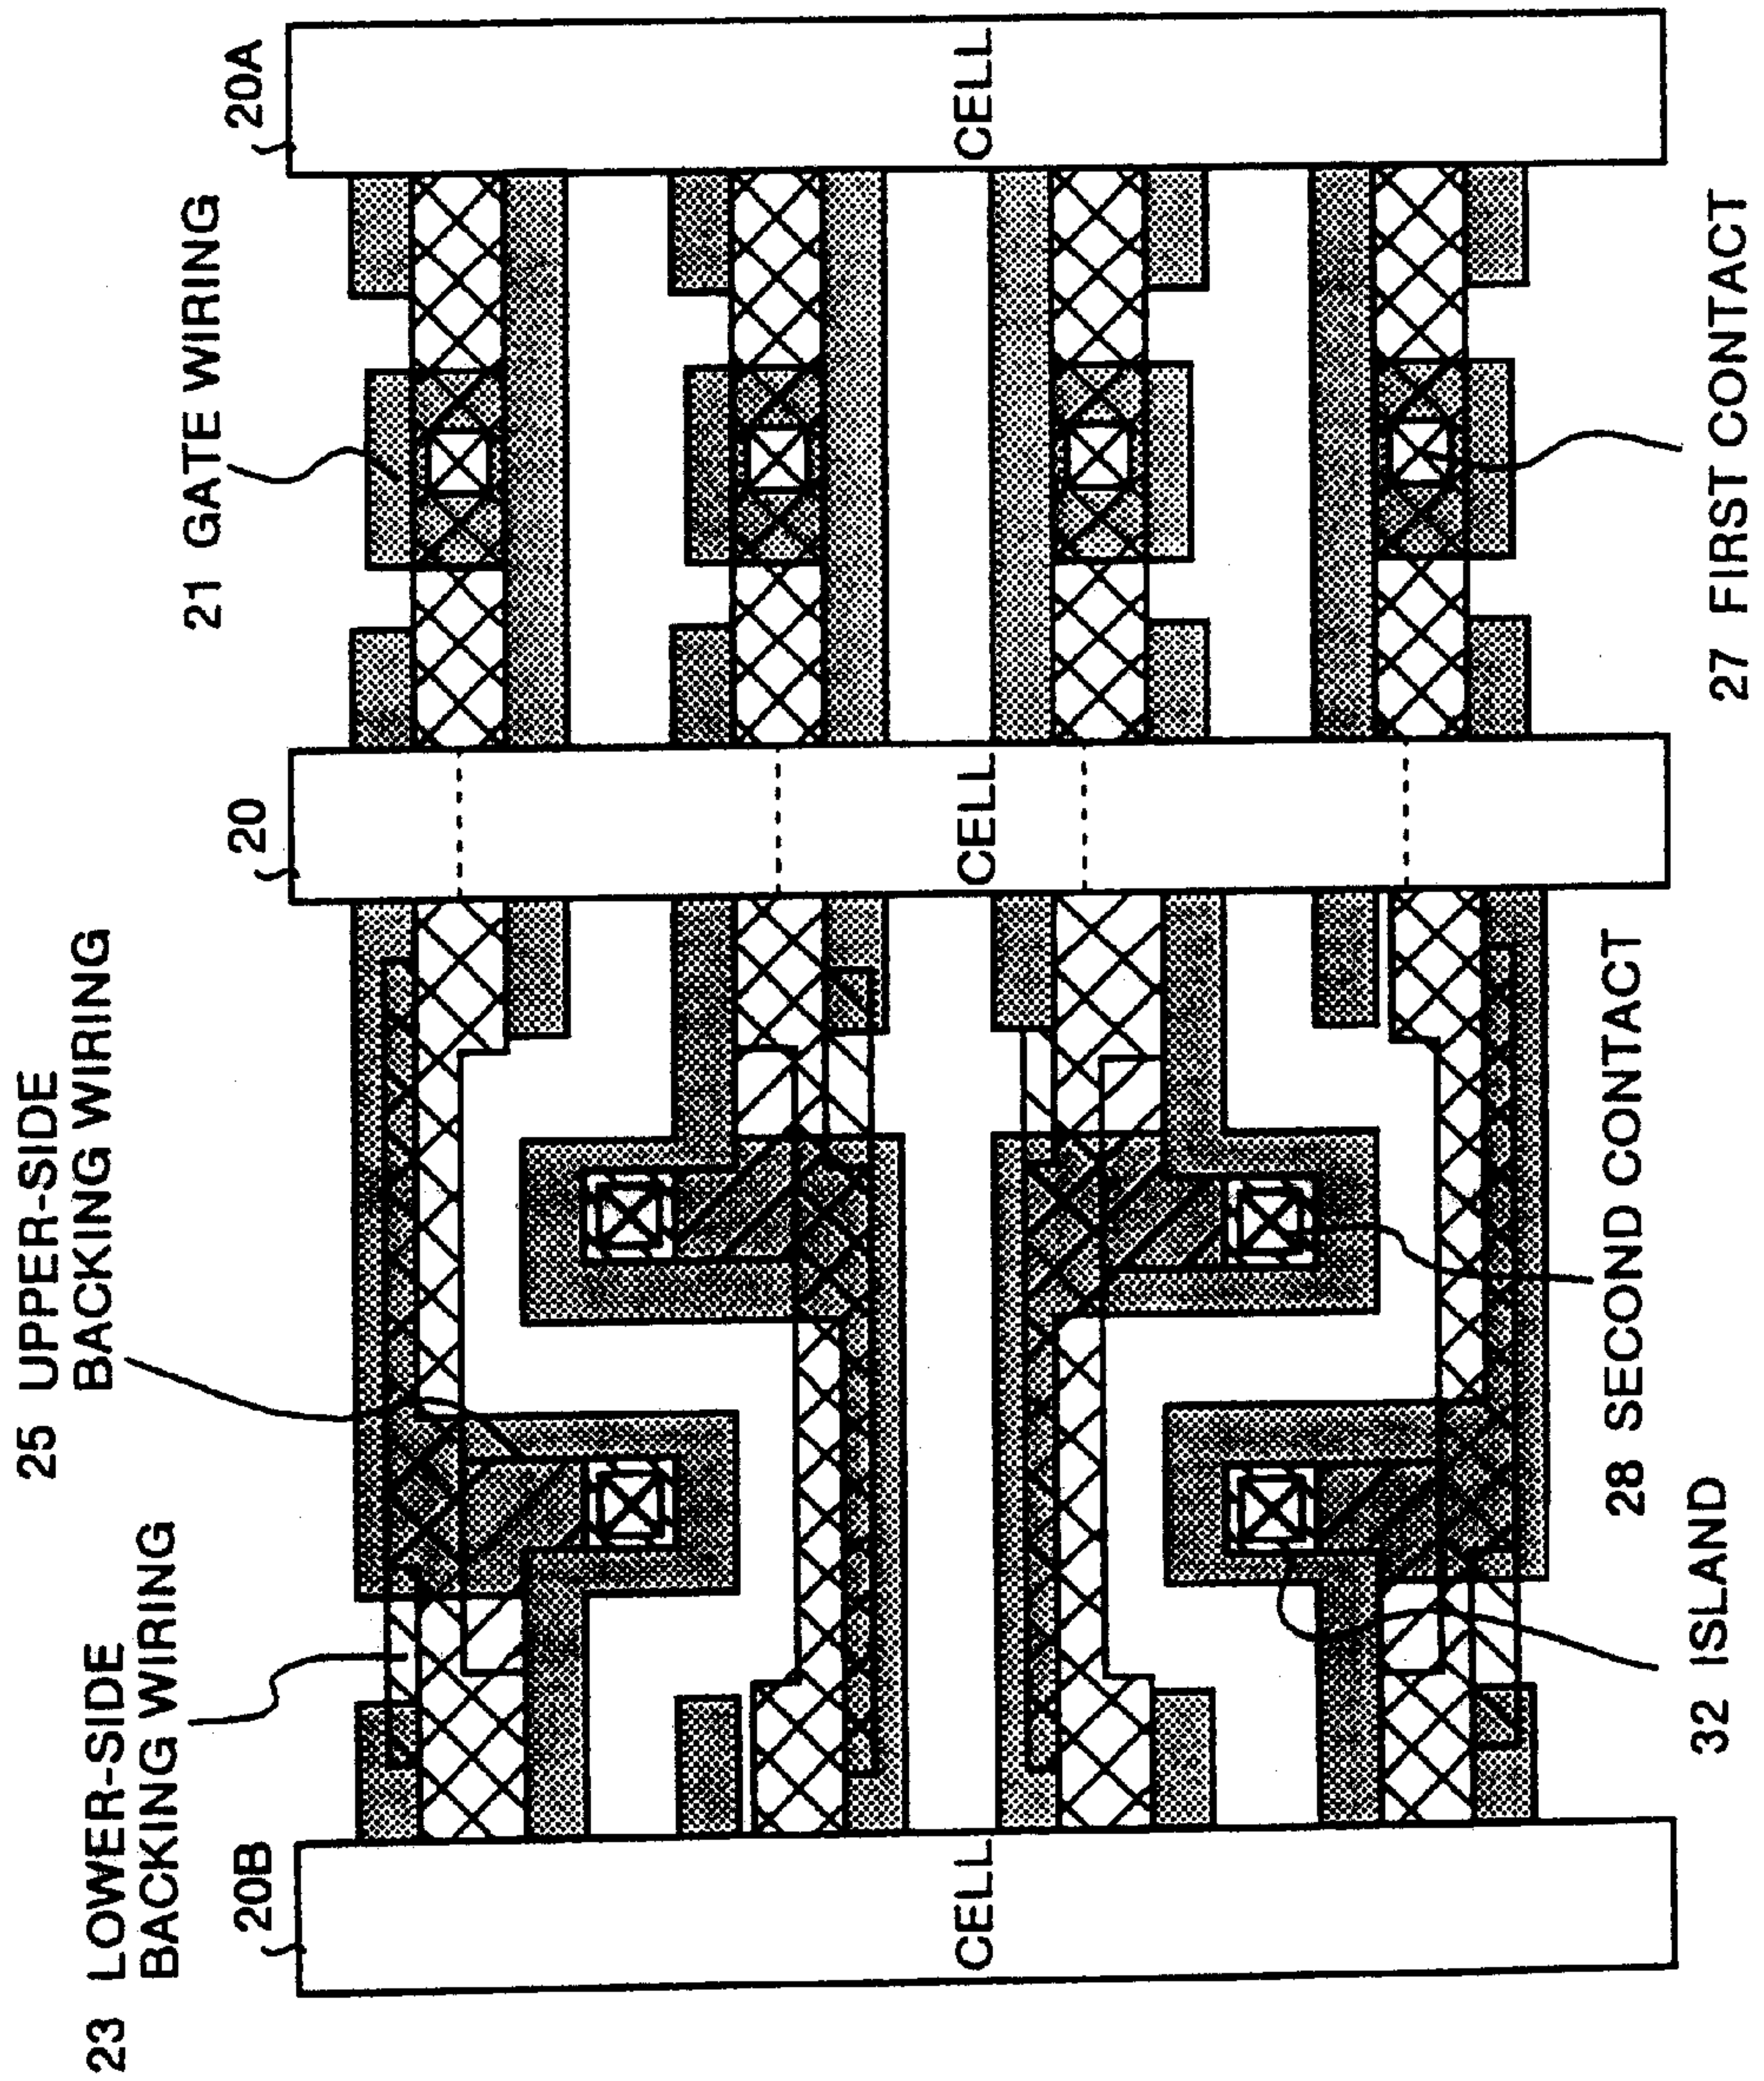 23 LOWER-SIDE
BACKING WIRING
25 UPPER-SIDE
BACKING WIRING
21 GATE WIRING
20B
20
20A
CELL
CELL
CELL
32 ISLAND
28 SECOND CONTACT
27 FIRST CONTACT